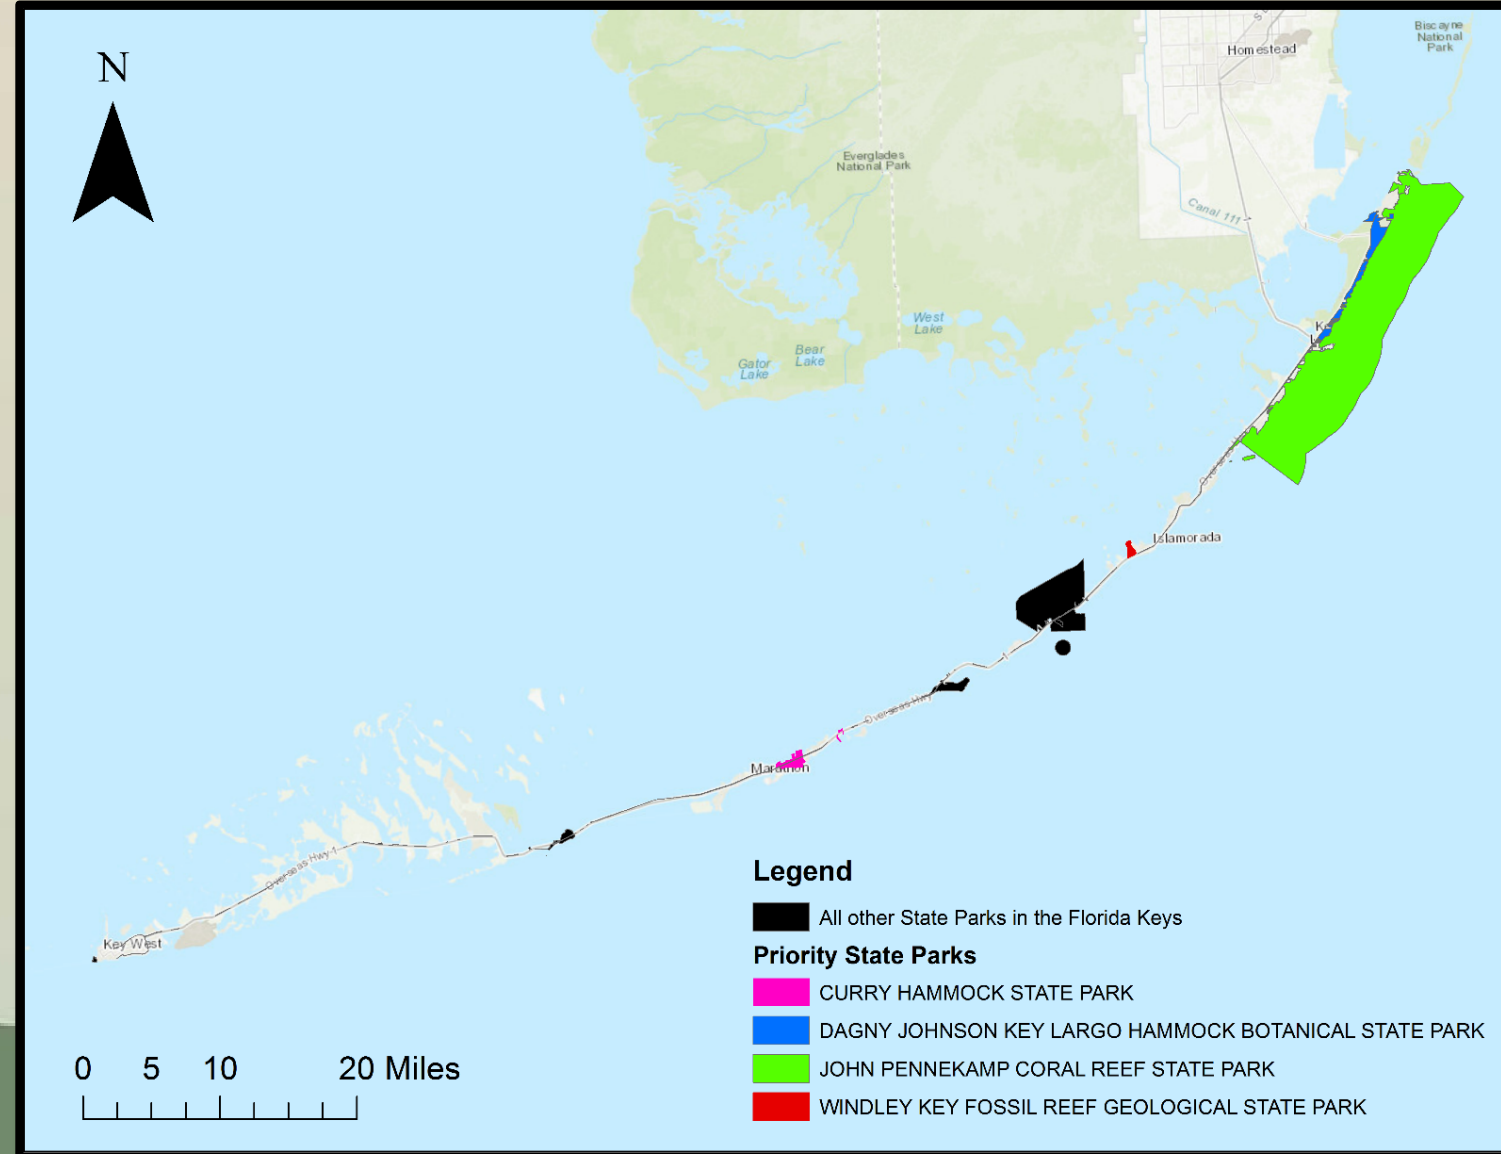 N
Biscayne
National
Park
Homestead
Everglades
National Park
Canal 111
West
Lake
Bear
Lake
Gator
Lake
Islamorada
Overseas Hwy
Marathon
Overseas Hwy 1
Key West
Legend
All other State Parks in the Florida Keys
Priority State Parks
CURRY HAMMOCK STATE PARK
DAGNY JOHNSON KEY LARGO HAMMOCK BOTANICAL STATE PARK
JOHN PENNEKAMP CORAL REEF STATE PARK
WINDLEY KEY FOSSIL REEF GEOLOGICAL STATE PARK
0 5 10 20 Miles